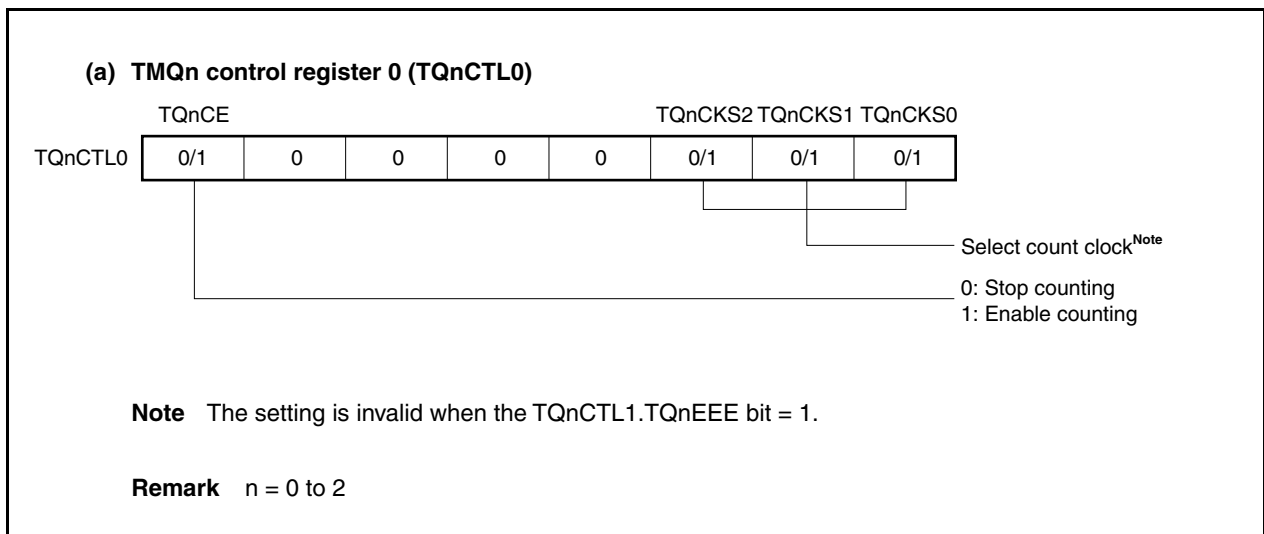 (a) TMQn control register 0 (TQnCTL0)
TQnCE TQnCKS2 TQnCKS1 TQnCKS0
TQnCTL0 0/1 0 0 0 0 0/1 0/1 0/1
Select count clockNote
0: Stop counting
1: Enable counting
Note The setting is invalid when the TQnCTL1.TQnEEE bit = 1.
Remark n = 0 to 2